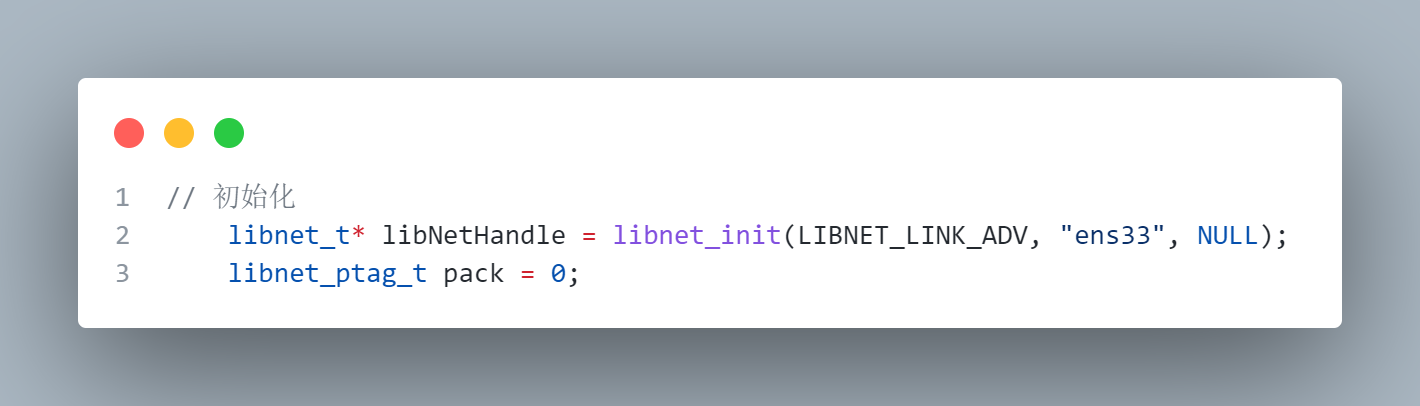 1 // 初始化
2 libnet_t* libNetHandle = libnet_init(LIBNET_LINK_ADV, "ens33", NULL);
3 libnet_ptag_t pack = 0;